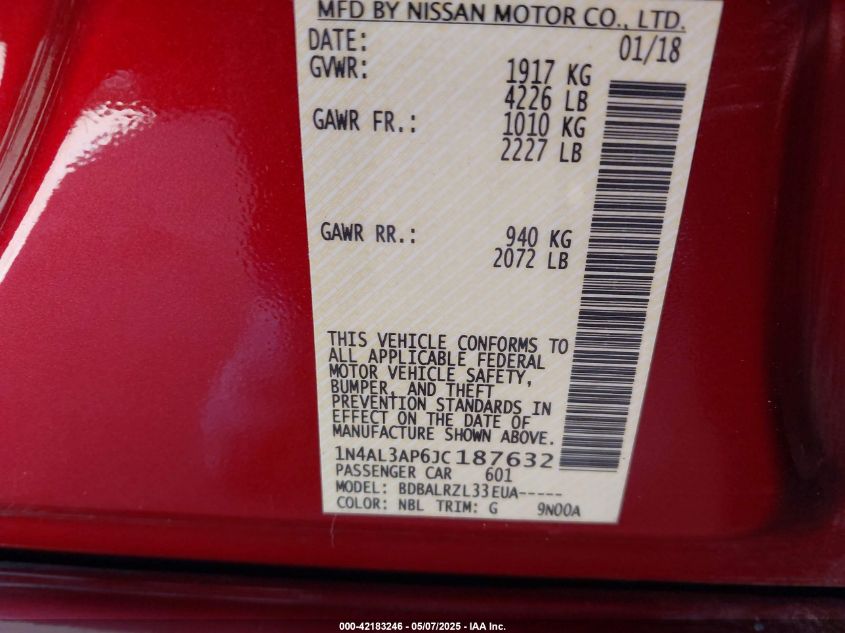 MFD BY NISSAN MOTOR CO., LTD.
DATE: 01/18
GVWR: 1917 KG
4226 LB
GAWR FR.: 1010 KG
2227 LB
GAWR RR.: 940 KG
2072 LB
THIS VEHICLE CONFORMS TO
ALL APPLICABLE FEDERAL
MOTOR VEHICLE SAFETY,
BUMPER, AND THEFT
PREVENTION STANDARDS IN
EFFECT ON THE DATE OF
MANUFACTURE SHOWN ABOVE.
1N4AL3AP6JC187632
PASSENGER CAR 601
MODEL: BDBALRZL33EUA-----
COLOR: NBL TRIM: G 9N00A
000-42183246 - 05/07/2025 - IAA Inc.